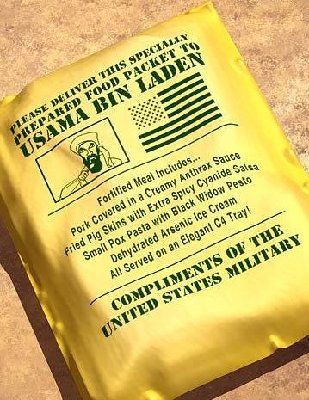 PLEASE DELIVER THIS SPECIALLY
PREPARED FOOD PACKET TO
USAMA BIN LADEN
Fortified Meal Includes...
Pork Covered in a Creamy Anthrax Sauce
Fried Pig Skins with Extra Spicy Cyanide Salsa
Small Pox Pasta with Black Widow Pesto
Dehydrated Arsenic Ice Cream
All Served on an Elegant C4 Tray!
COMPLIMENTS OF THE
UNITED STATES MILITARY